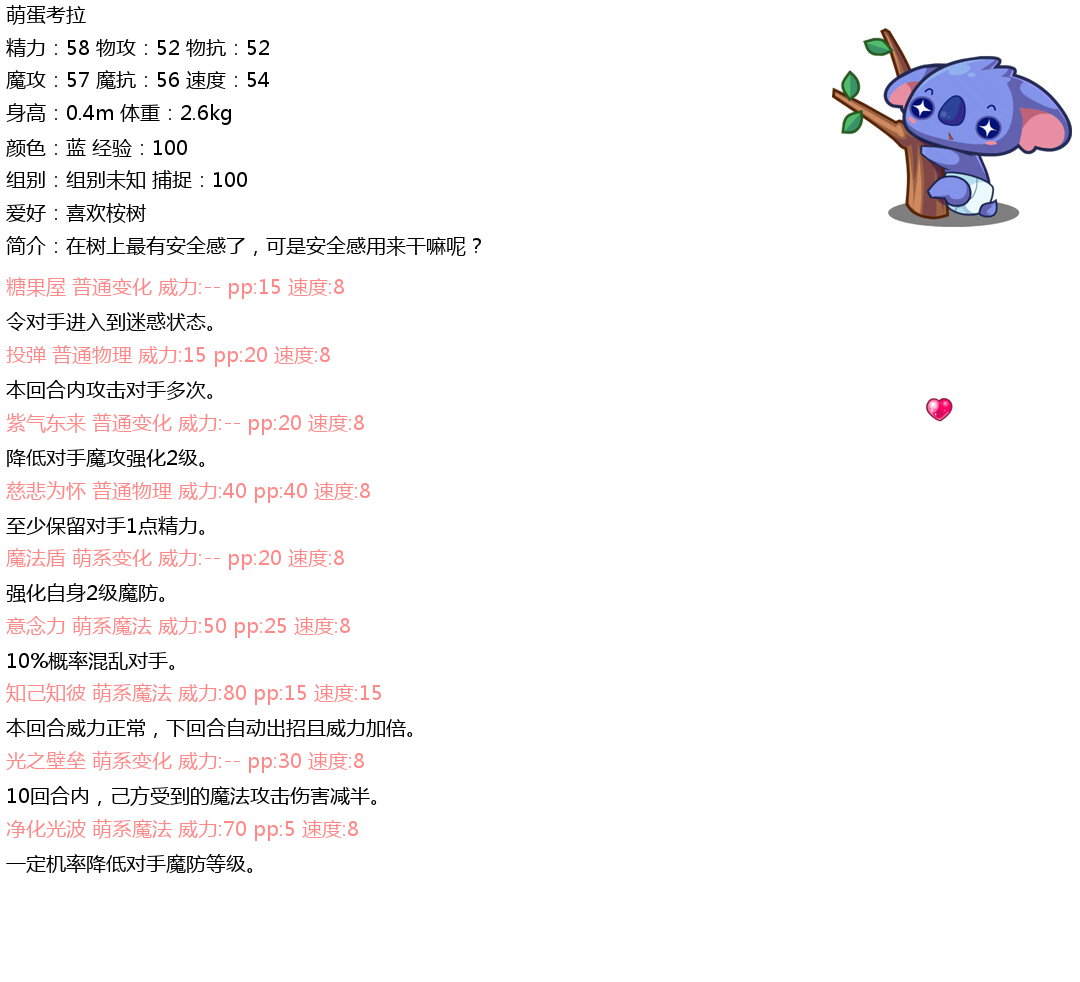 萌蛋考拉
精力：58 物攻：52 物抗：52
魔攻：57 魔抗：56 速度：54
身高：0.4m 体重：2.6kg
颜色：蓝 经验：100
组别：组别未知 捕捉：100
爱好：喜欢桉树
简介：在树上最有安全感了，可是安全感用来干嘛呢？
糖果屋 普通变化 威力:-- pp:15 速度:8
令对手进入到迷惑状态。
投弹 普通物理 威力:15 pp:20 速度:8
本回合内攻击对手多次。
紫气东来 普通变化 威力:-- pp:20 速度:8
降低对手魔攻强化2级。
慈悲为怀 普通物理 威力:40 pp:40 速度:8
至少保留对手1点精力。
魔法盾 萌系变化 威力:-- pp:20 速度:8
强化自身2级魔防。
意念力 萌系魔法 威力:50 pp:25 速度:8
10%概率混乱对手。
知己知彼 萌系魔法 威力:80 pp:15 速度:15
本回合威力正常，下回合自动出招且威力加倍。
光之壁垒 萌系变化 威力:-- pp:30 速度:8
10回合内，己方受到的魔法攻击伤害减半。
净化光波 萌系魔法 威力:70 pp:5 速度:8
一定机率降低对手魔防等级。